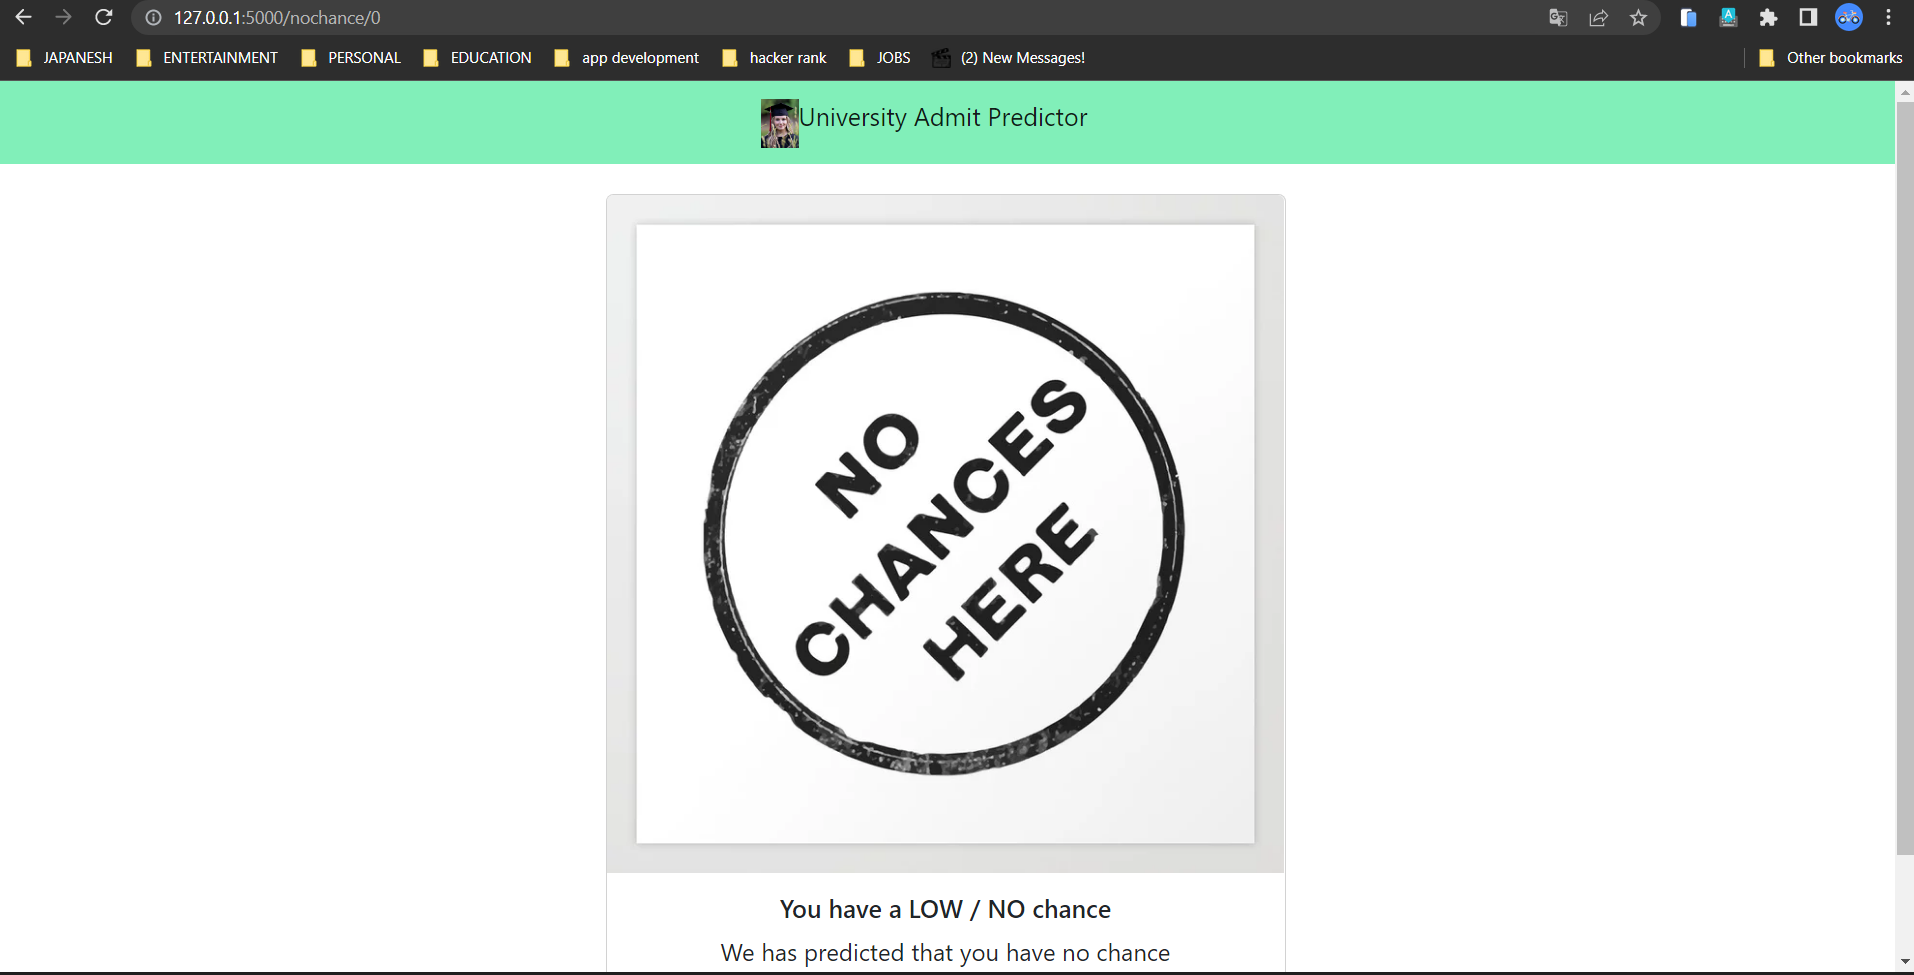 127.0.0.1:5000/nochance/0
JAPANESH ENTERTAINMENT PERSONAL EDUCATION app development hacker rank JOBS (2) New Messages! Other bookmarks
University Admit Predictor
NO
CHANCES
HERE
You have a LOW / NO chance
We has predicted that you have no chance